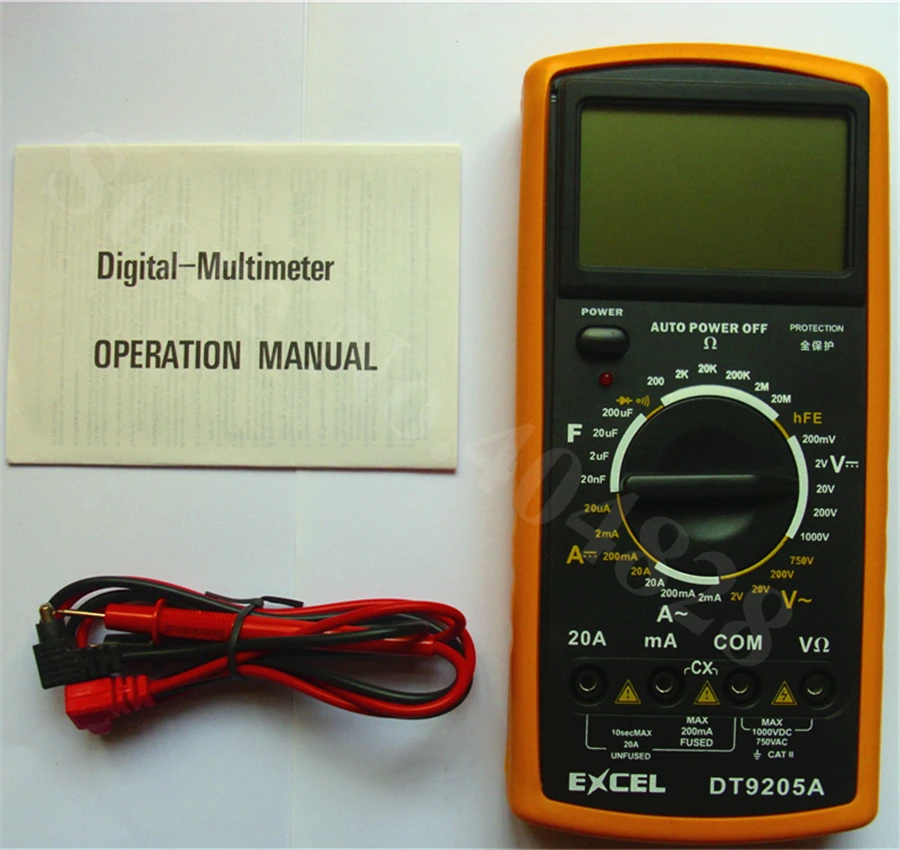 Digital-Multimeter
OPERATION MANUAL
POWER
AUTO POWER OFF
PROTECTION
全保护
Ω
200
2K
20K
200K
2M
20M
hFE
200mV
2V
V
20V
200V
1000V
750V
200V
20V
2V
V~
2mA
200mA
20A
A~
20A
200mA
A
2mA
20uA
20nF
2uF
20uF
F
200uF
20A
mA
COM
VΩ
CX
10secMAX
20A
UNFUSED
MAX
200mA
FUSED
MAX
1000VDC
750VAC
CAT II
EXCEL
DT9205A
404828